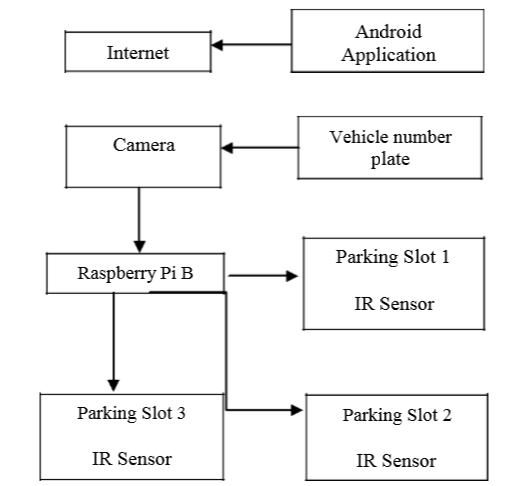 Internet
Android
Application
Camera
Vehicle number
plate
Raspberry Pi B
Parking Slot 1
IR Sensor
Parking Slot 3
IR Sensor
Parking Slot 2
IR Sensor